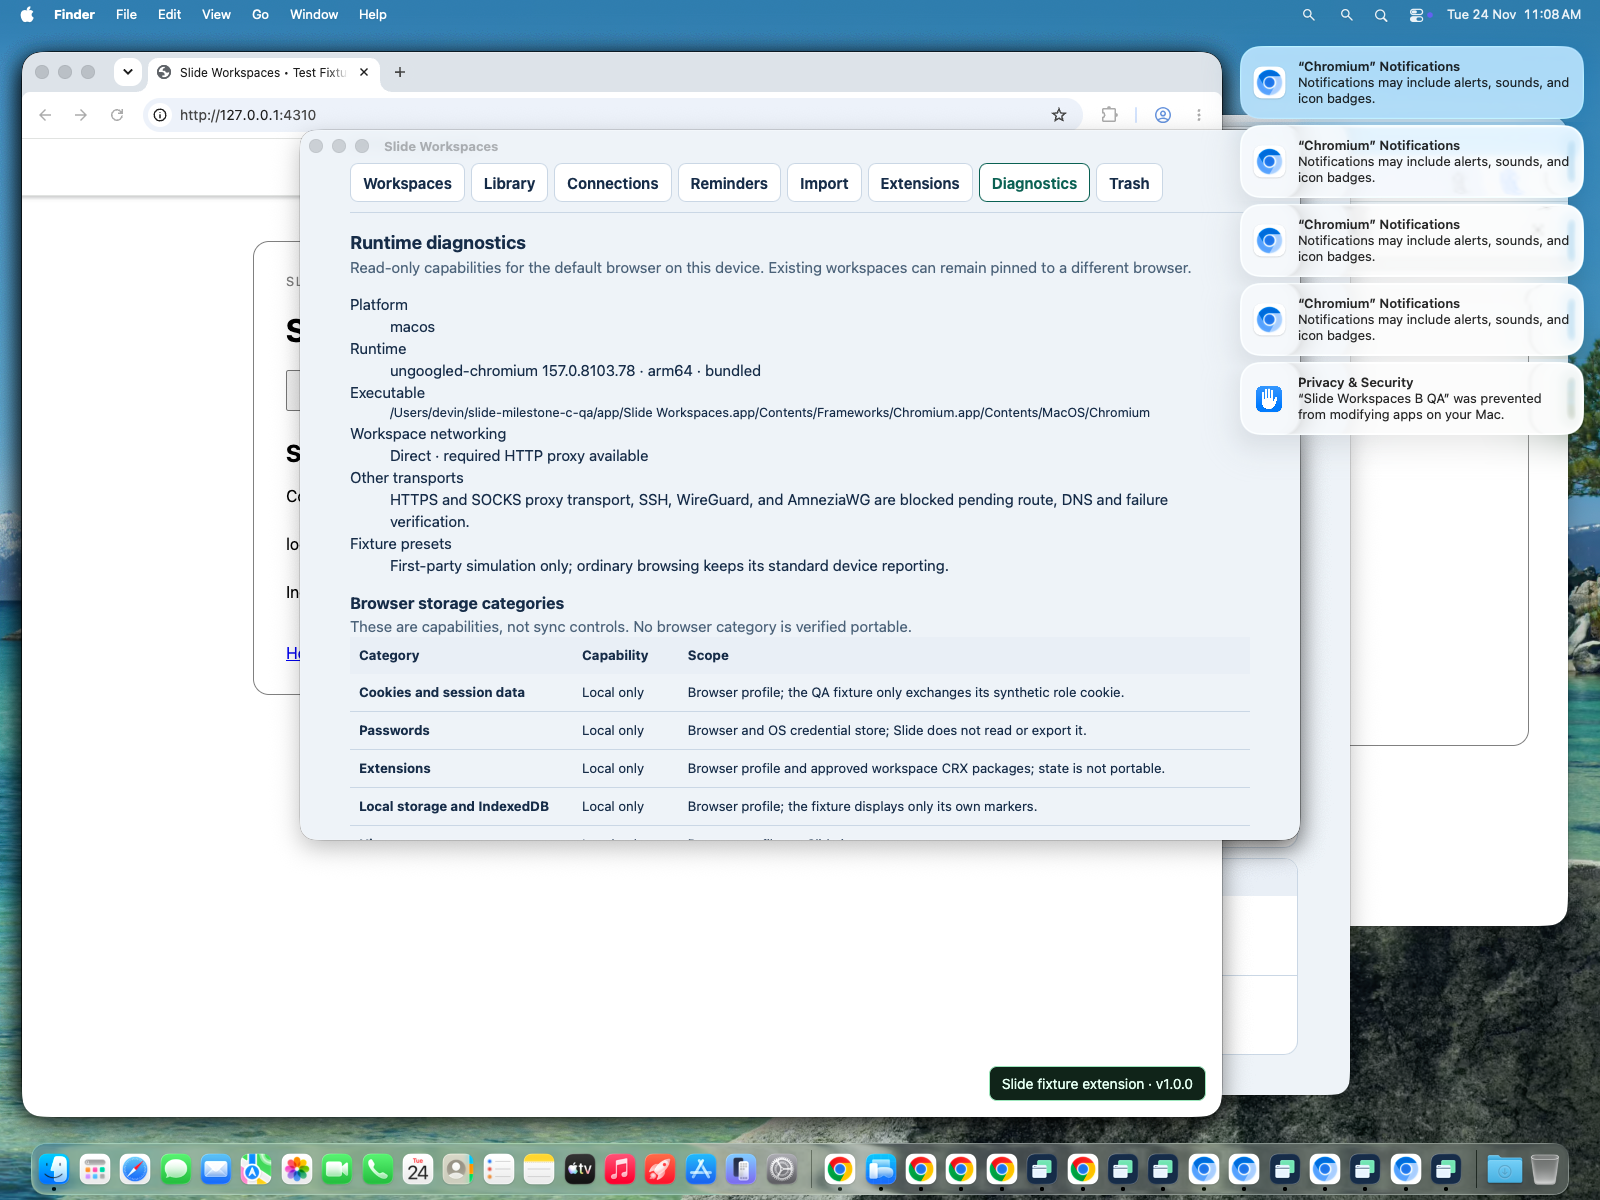 Finder File Edit View Go Window Help
Tue 24 Nov 11:08 AM
Slide Workspaces • Test Fixtu
http://127.0.0.1:4310
Slide Workspaces
Workspaces Library Connections Reminders Import Extensions Diagnostics Trash
Runtime diagnostics
Read-only capabilities for the default browser on this device. Existing workspaces can remain pinned to a different browser.
Platform
macos
Runtime
ungoogled-chromium 157.0.8103.78 · arm64 · bundled
Executable
/Users/devin/slide-milestone-c-qa/app/Slide Workspaces.app/Contents/Frameworks/Chromium.app/Contents/MacOS/Chromium
Workspace networking
Direct · required HTTP proxy available
Other transports
HTTPS and SOCKS proxy transport, SSH, WireGuard, and AmneziaWG are blocked pending route, DNS and failure
verification.
Fixture presets
First-party simulation only; ordinary browsing keeps its standard device reporting.
Browser storage categories
These are capabilities, not sync controls. No browser category is verified portable.
Category Capability Scope
Cookies and session data Local only Browser profile; the QA fixture only exchanges its synthetic role cookie.
Passwords Local only Browser and OS credential store; Slide does not read or export it.
Extensions Local only Browser profile and approved workspace CRX packages; state is not portable.
Local storage and IndexedDB Local only Browser profile; the fixture displays only its own markers.
Slide fixture extension · v1.0.0
“Chromium” Notifications
Notifications may include alerts, sounds, and
icon badges.
“Chromium” Notifications
Notifications may include alerts, sounds, and
icon badges.
“Chromium” Notifications
Notifications may include alerts, sounds, and
icon badges.
“Chromium” Notifications
Notifications may include alerts, sounds, and
icon badges.
Privacy & Security
“Slide Workspaces B QA” was prevented
from modifying apps on your Mac.
Tue
24
tv